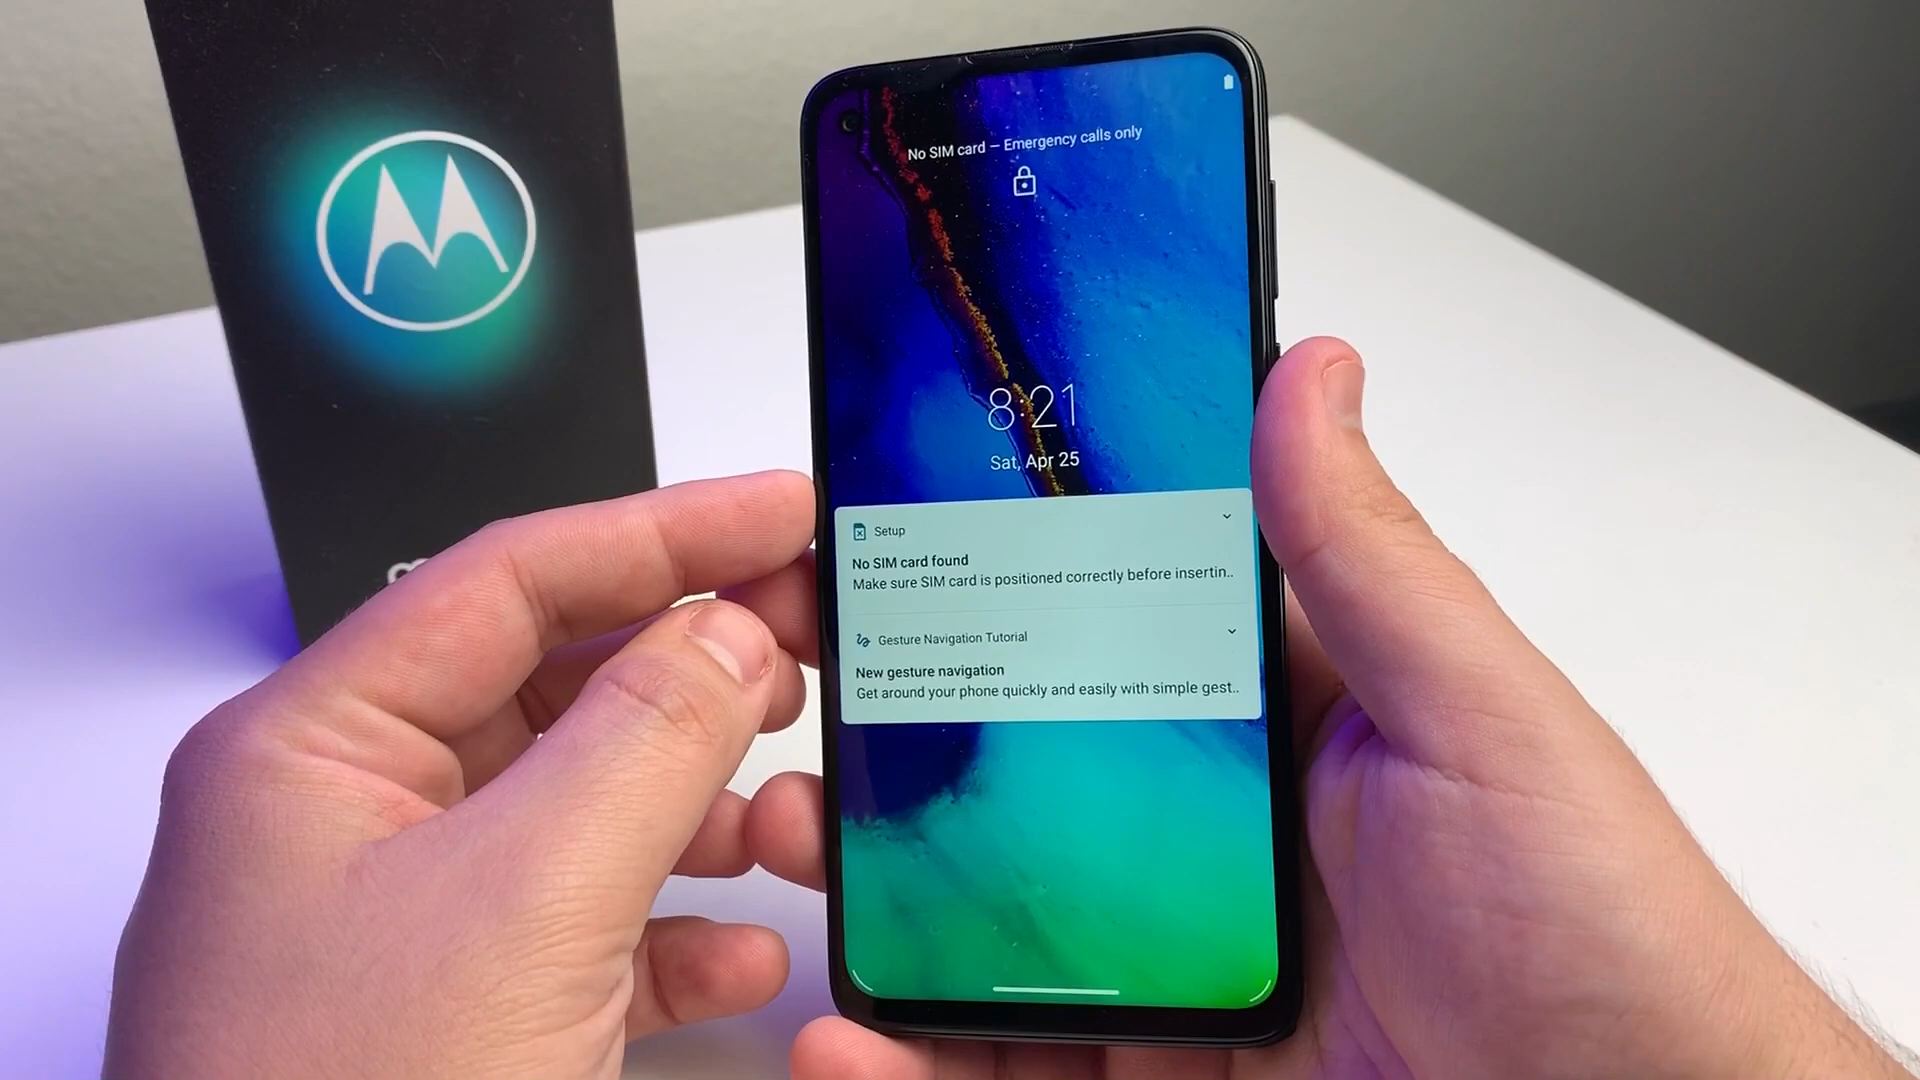 No SIM card — Emergency calls only
8:21
Sat, Apr 25
Setup
No SIM card found
Make sure SIM card is positioned correctly before insertin..
Gesture Navigation Tutorial
New gesture navigation
Get around your phone quickly and easily with simple gest..